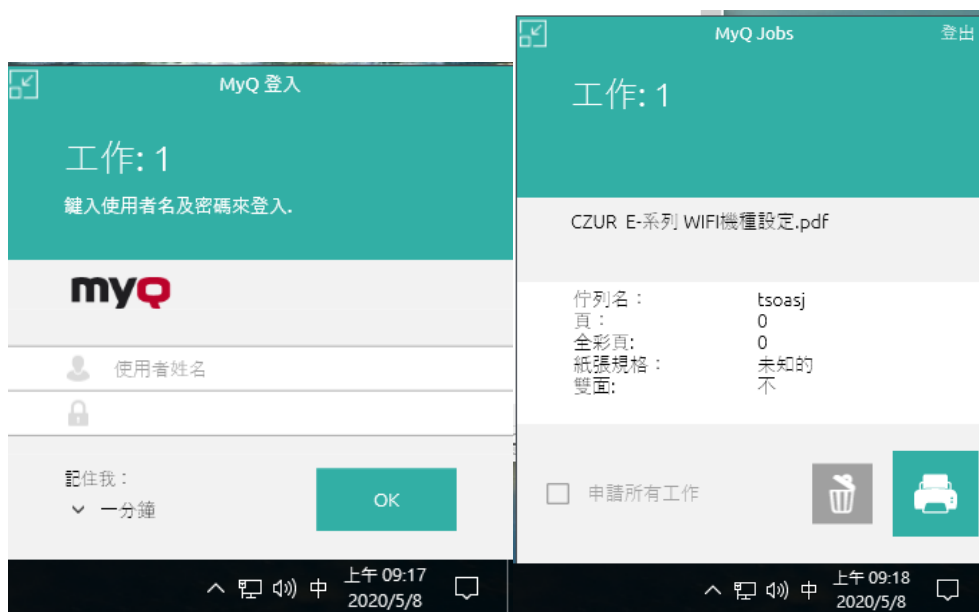 MyQ 登入
工作: 1
鍵入使用者名及密碼來登入.
myQ
使用者姓名
記住我：
一分鐘
OK
中
上午 09:17
2020/5/8
MyQ Jobs
登出
工作: 1
CZUR E-系列 WIFI機種設定.pdf
佇列名： tsoasj
頁： 0
全彩頁: 0
紙張規格： 未知的
雙面: 不
申請所有工作
中
上午 09:18
2020/5/8